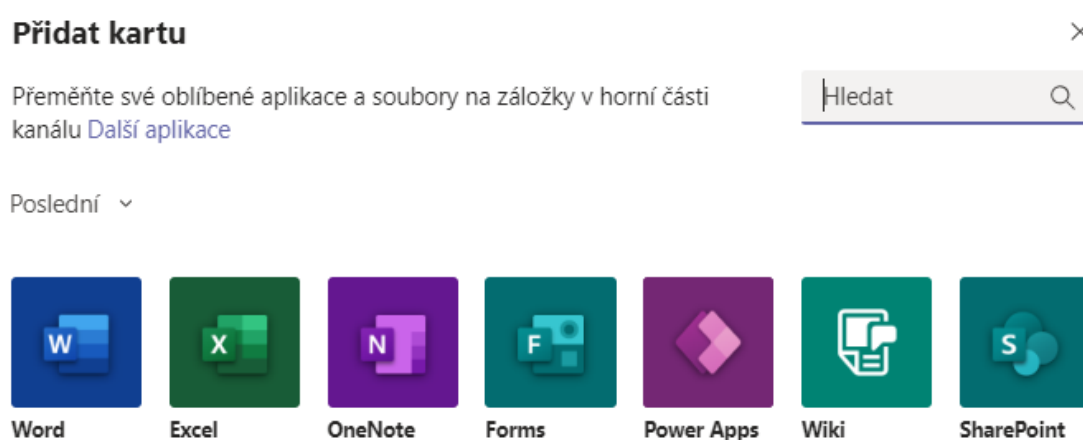 Přidat kartu
Přeměňte své oblíbené aplikace a soubory na záložky v horní části
kanálu Další aplikace
Hledat
Poslední
W
X
N
F
S
Word
Excel
OneNote
Forms
Power Apps
Wiki
SharePoint